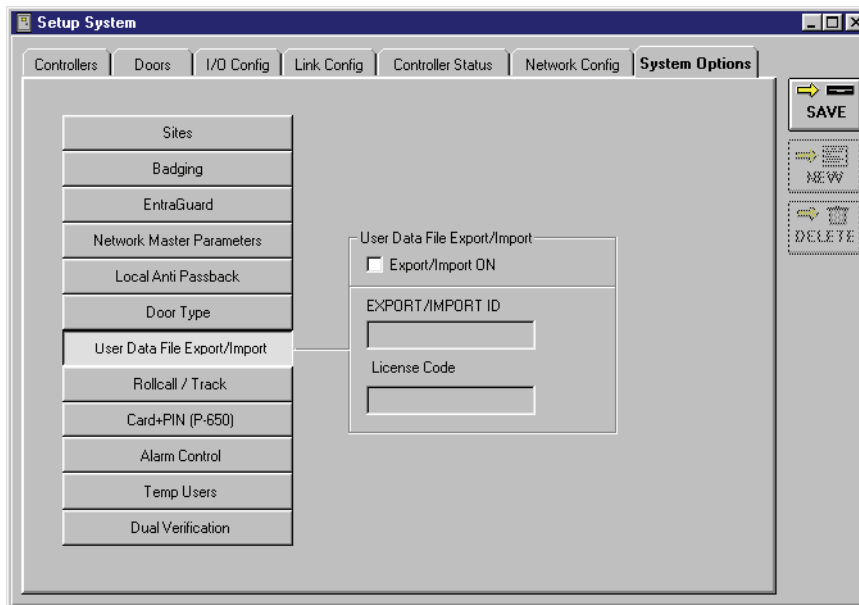 Setup System
Controllers
Doors
I/O Config
Link Config
Controller Status
Network Config
System Options
SAVE
NEW
DELETE
Sites
Badging
EntraGuard
Network Master Parameters
Local Anti Passback
Door Type
User Data File Export/Import
Rollcall / Track
Card+PIN (P-650)
Alarm Control
Temp Users
Dual Verification
User Data File Export/Import
Export/Import ON
EXPORT/IMPORT ID
License Code